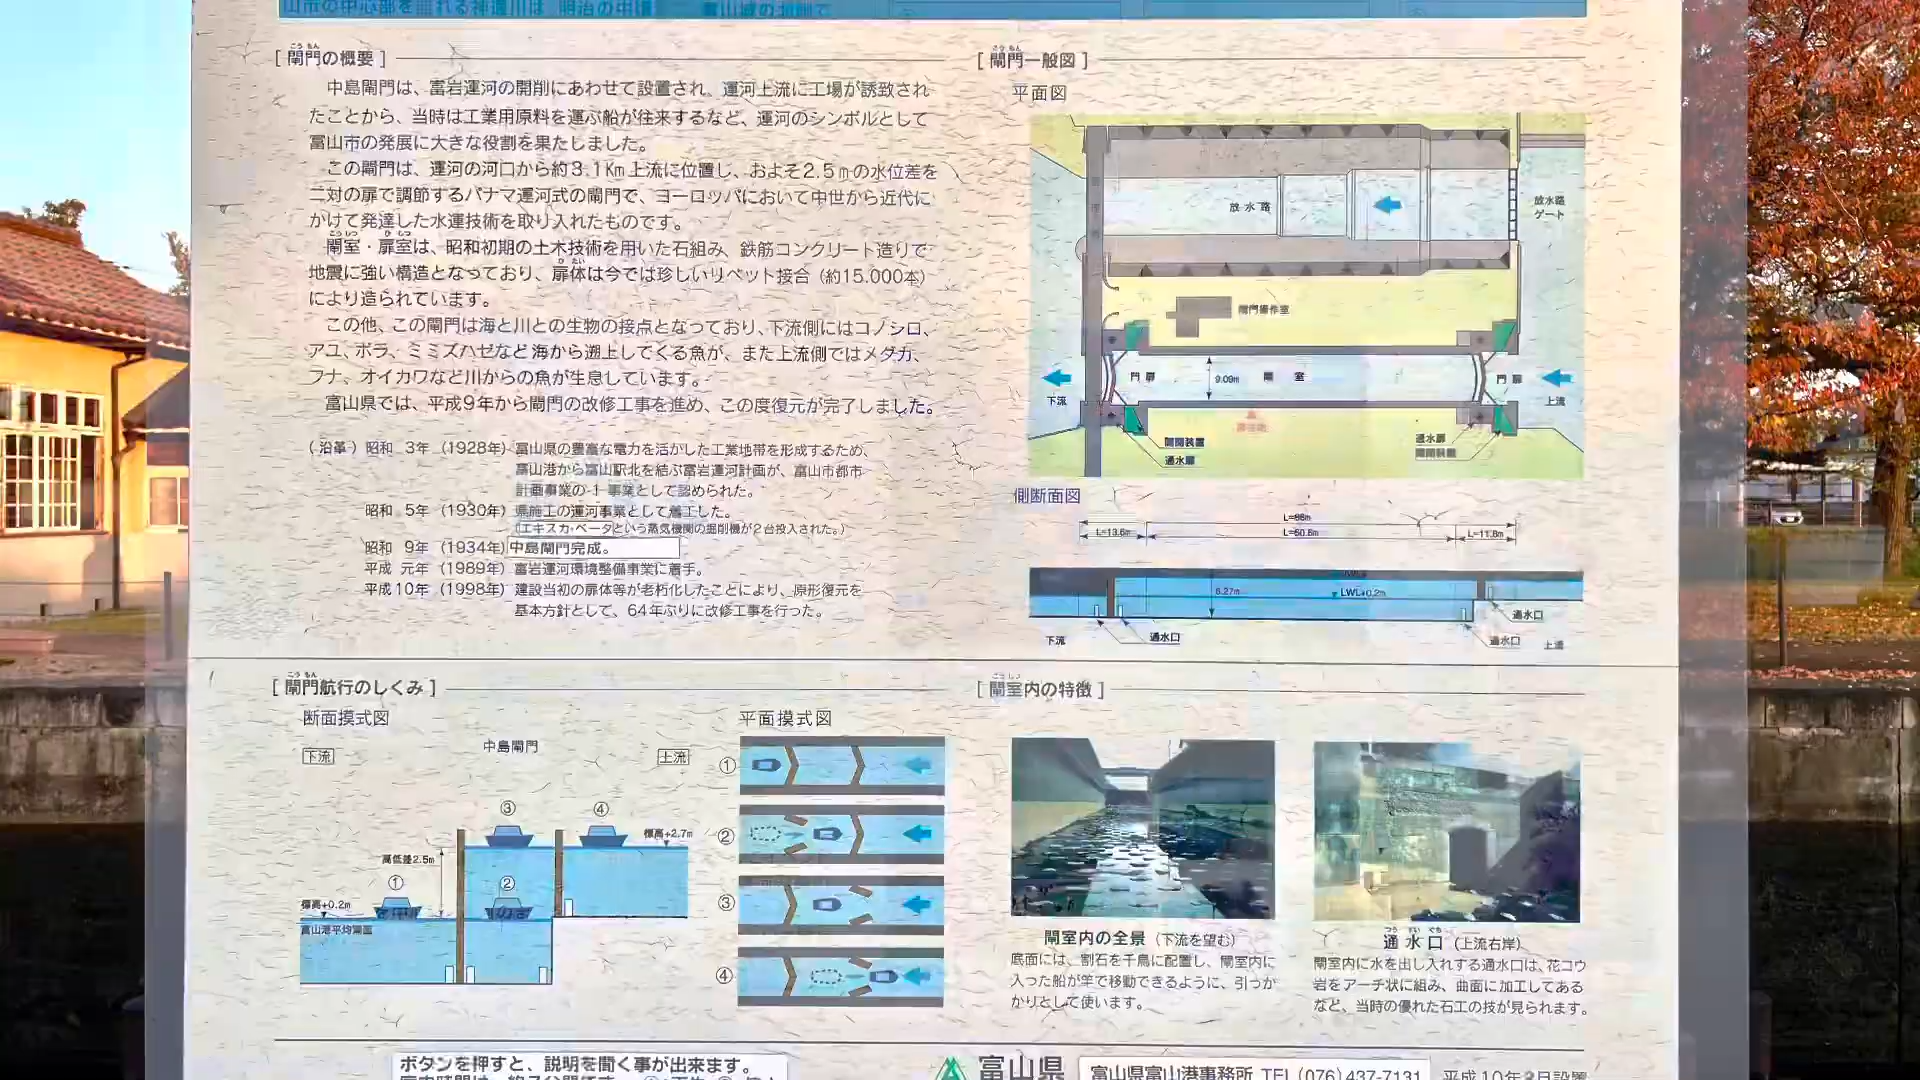 [ 閘門の概要 ]
こう もん
中島閘門は、富岩運河の開削にあわせて設置され、運河上流に工場が誘致され
たことから、当時は工業用原料を運ぶ船が往来するなど、運河のシンボルとして
富山市の発展に大きな役割を果たしました。
この閘門は、運河の河口から約3.1Km上流に位置し、およそ2.5mの水位差を
二対の扉で調節するパナマ運河式の閘門で、ヨーロッパにおいて中世から近代に
かけて発達した水運技術を取り入れたものです。
閘室・扉室は、昭和初期の土木技術を用いた石組み、鉄筋コンクリート造りで
地震に強い構造となっており、扉体は今では珍しいリベット接合(約15.000本)
により造られています。
この他、この閘門は海と川との生物の接点となっており、下流側にはコノシロ、
アユ、ボラ、ミミズハゼなど海から遡上してくる魚が、また上流側ではメダカ、
フナ、オイカワなど川からの魚が生息しています。
富山県では、平成9年から閘門の改修工事を進め、この度復元が完了しました。
(沿革) 昭和 3年 (1928年) 富山県の豊富な電力を活かした工業地帯を形成するため、
富山港から富山駅北を結ぶ富岩運河計画が、富山市都市
計画事業の1事業として認められた。
昭和 5年 (1930年) 県施工の運河事業として着工した。
(エキスカベータという蒸気機関の掘削機が2台投入された。)
昭和 9年 (1934年) 中島閘門完成。
平成 元年 (1989年) 富岩運河環境整備事業に着手。
平成10年 (1998年) 建設当初の扉体等が老朽化したことにより、原形復元を
基本方針として、64年ぶりに改修工事を行った。
[ 閘門一般図 ]
平面図
放水路
放水路
ゲート
閘門操作室
門扉
9.09m
閘室
門扉
下流
上流
開閉装置
通水扉
通水扉
開閉装置
側断面図
L=86m
L=13.6m
L=60.6m
L=11.8m
6.27m
LWL+0.2m
下流
通水口
通水口
通水口
上流
[ 閘門航行のしくみ ]
こう もん
断面摸式図
下流
中島閘門
上流
③
④
標高+2.7m
高低差2.5m
①
②
標高+0.2m
富山港平均潮面
平面摸式図
①
②
③
④
[ 閘室内の特徴 ]
閘室内の全景 (下流を望む)
底面には、割石を千鳥に配置し、閘室内に
入った船が竿で移動できるように、引っか
かりとして使います。
通水口 (上流右岸)
閘室内に水を出し入れする通水口は、花コウ
岩をアーチ状に組み、曲面に加工してある
など、当時の優れた石工の技が見られます。
ボタンを押すと、説明を聞く事が出来ます。
富山県
富山県富山港事務所 TEL(076)437-7131
平成10年3月設置